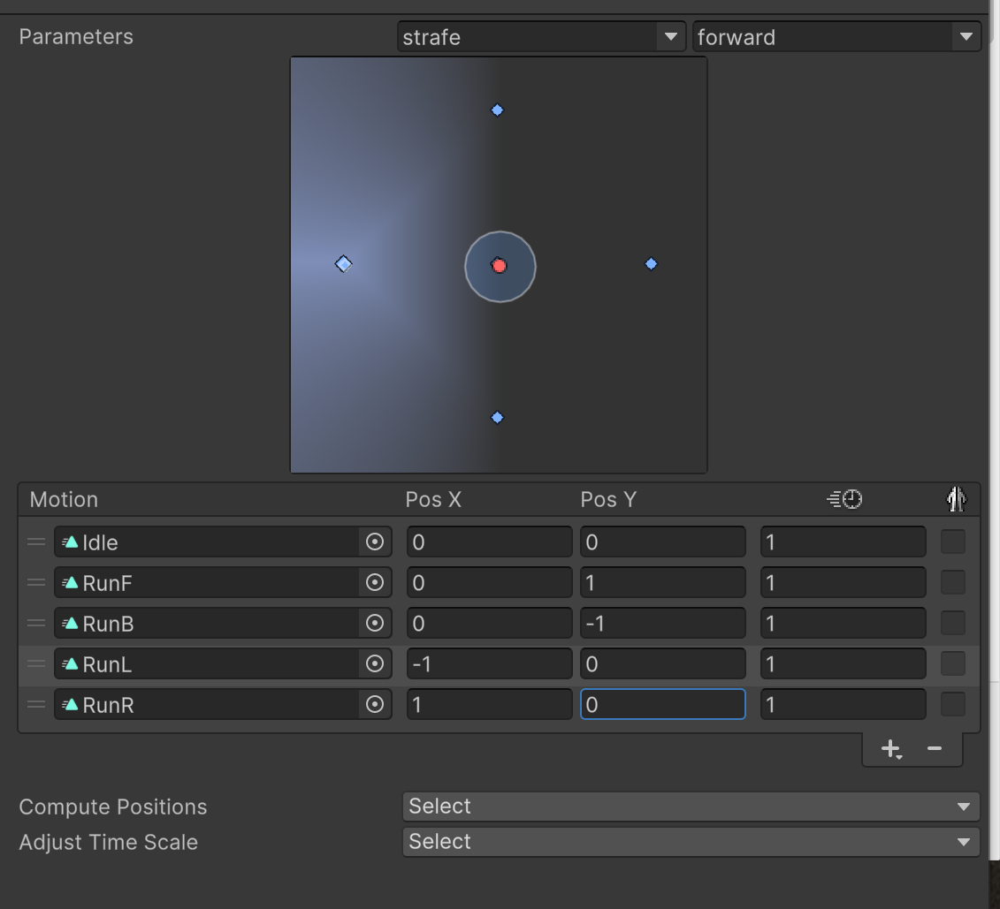 Parameters strafe forward
Motion Pos X Pos Y
Idle 0 0 1
RunF 0 1 1
RunB 0 -1 1
RunL -1 0 1
RunR 1 0 1
Compute Positions Select
Adjust Time Scale Select